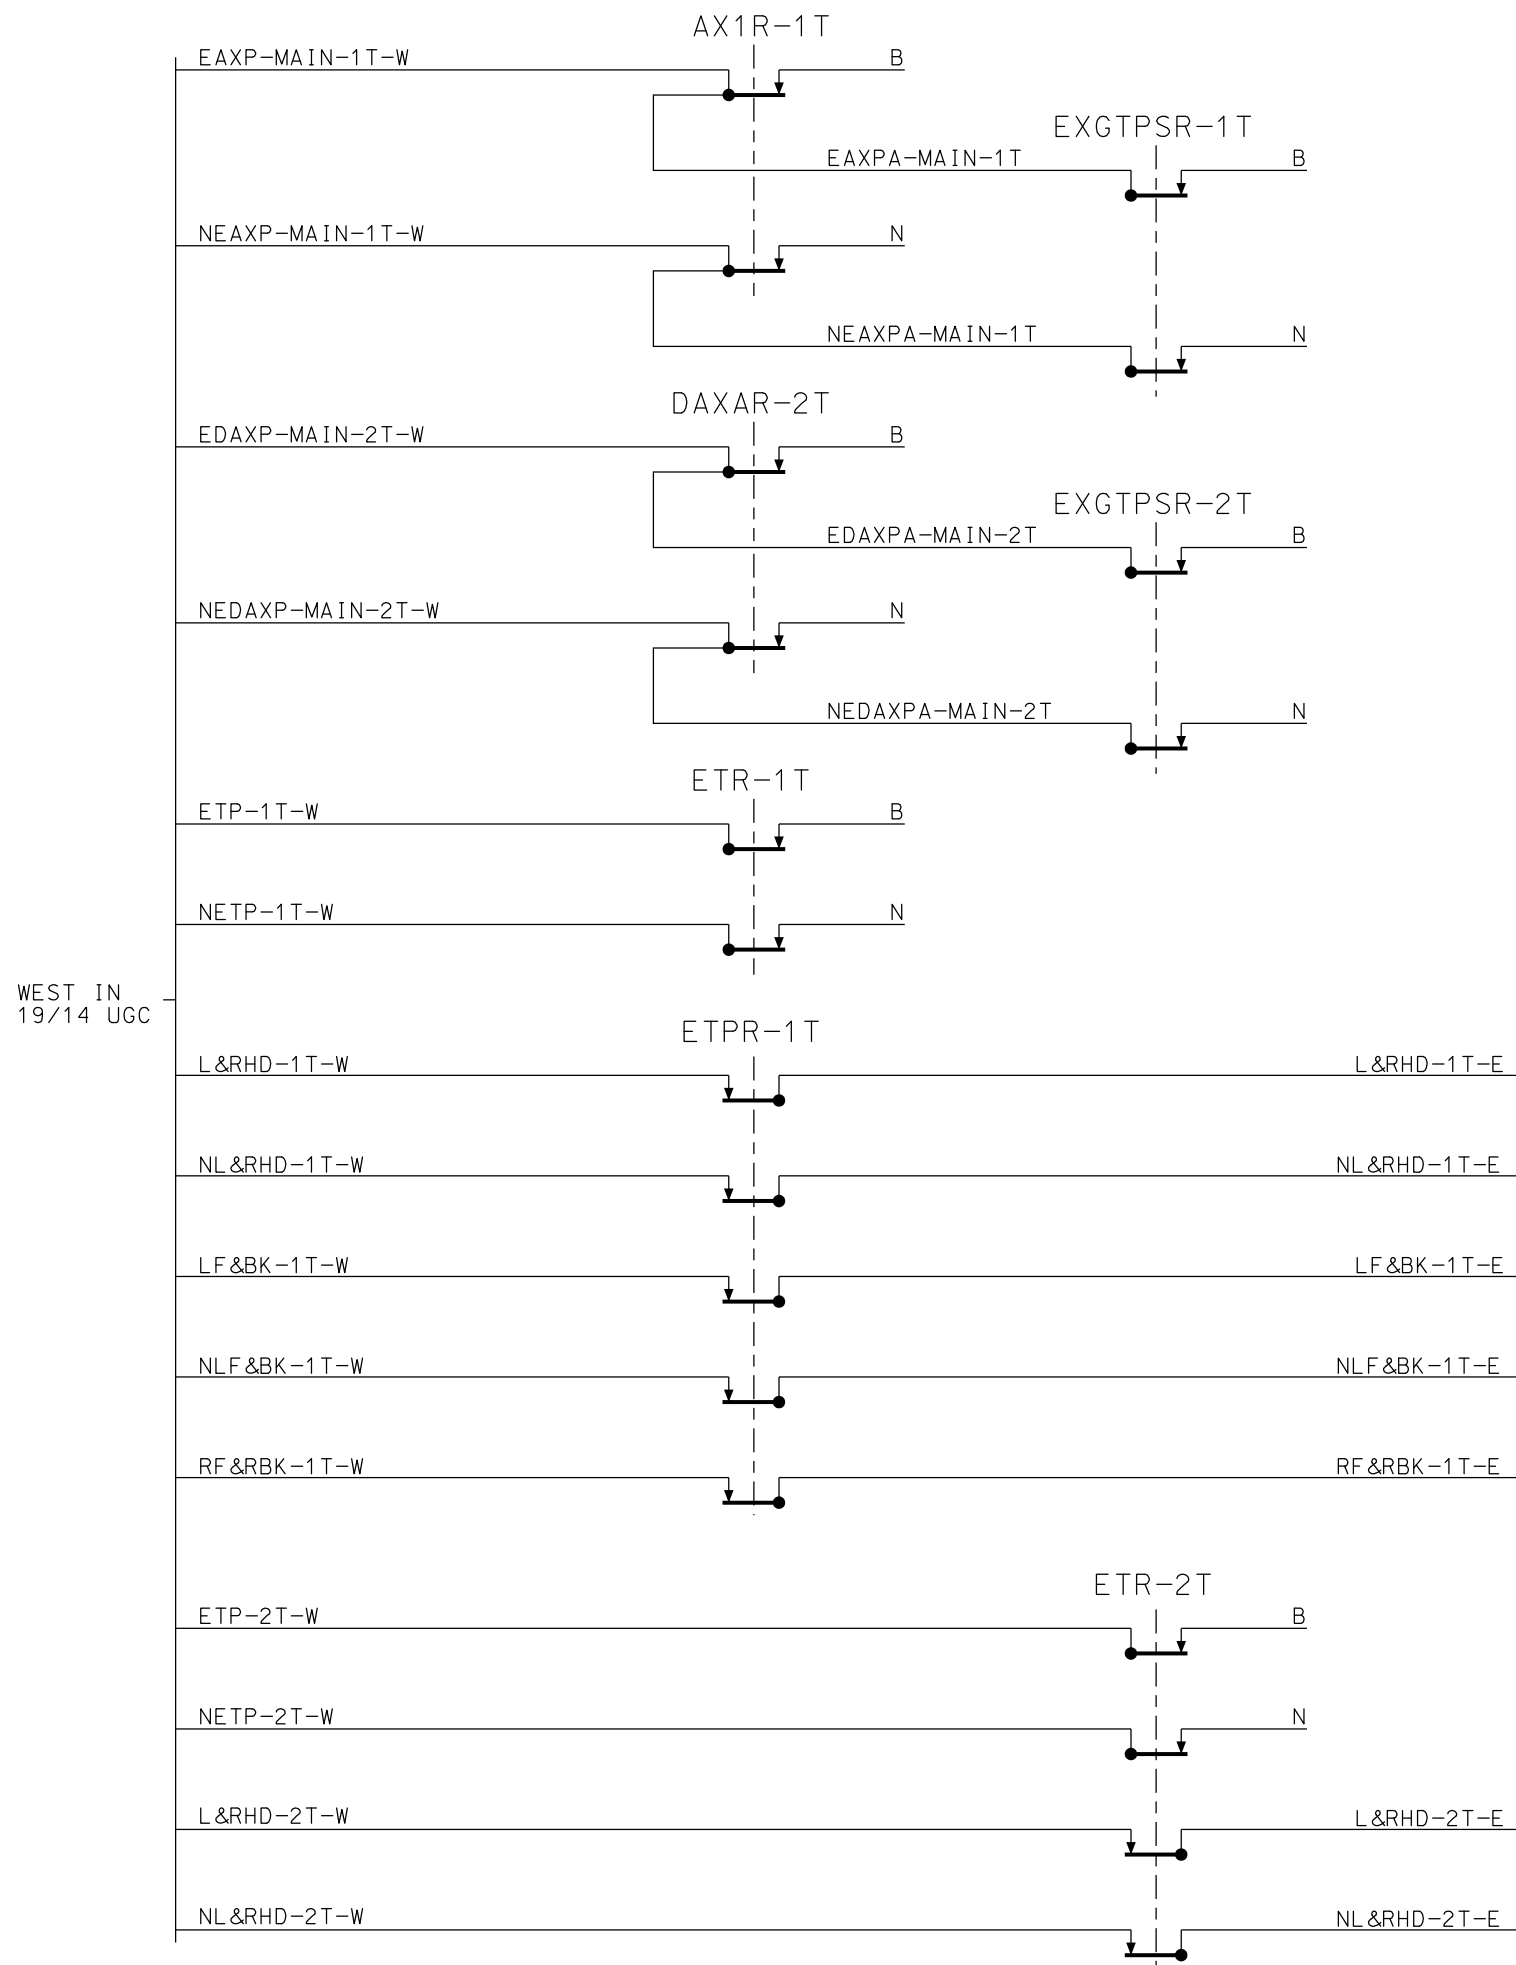 AX1R-1T
EAXP-MAIN-1T-W B
EXGTPSR-1T
EAXPA-MAIN-1T B
NEAXP-MAIN-1T-W N
NEAXPA-MAIN-1T N
DAXAR-2T
EDAXP-MAIN-2T-W B
EXGTPSR-2T
EDAXPA-MAIN-2T B
NEDAXP-MAIN-2T-W N
NEDAXPA-MAIN-2T N
ETR-1T
ETP-1T-W B
NETP-1T-W N
WEST IN
19/14 UGC
ETPR-1T
L&RHD-1T-W L&RHD-1T-E
NL&RHD-1T-W NL&RHD-1T-E
LF&BK-1T-W LF&BK-1T-E
NLF&BK-1T-W NLF&BK-1T-E
RF&RBK-1T-W RF&RBK-1T-E
ETR-2T
ETP-2T-W B
NETP-2T-W N
L&RHD-2T-W L&RHD-2T-E
NL&RHD-2T-W NL&RHD-2T-E